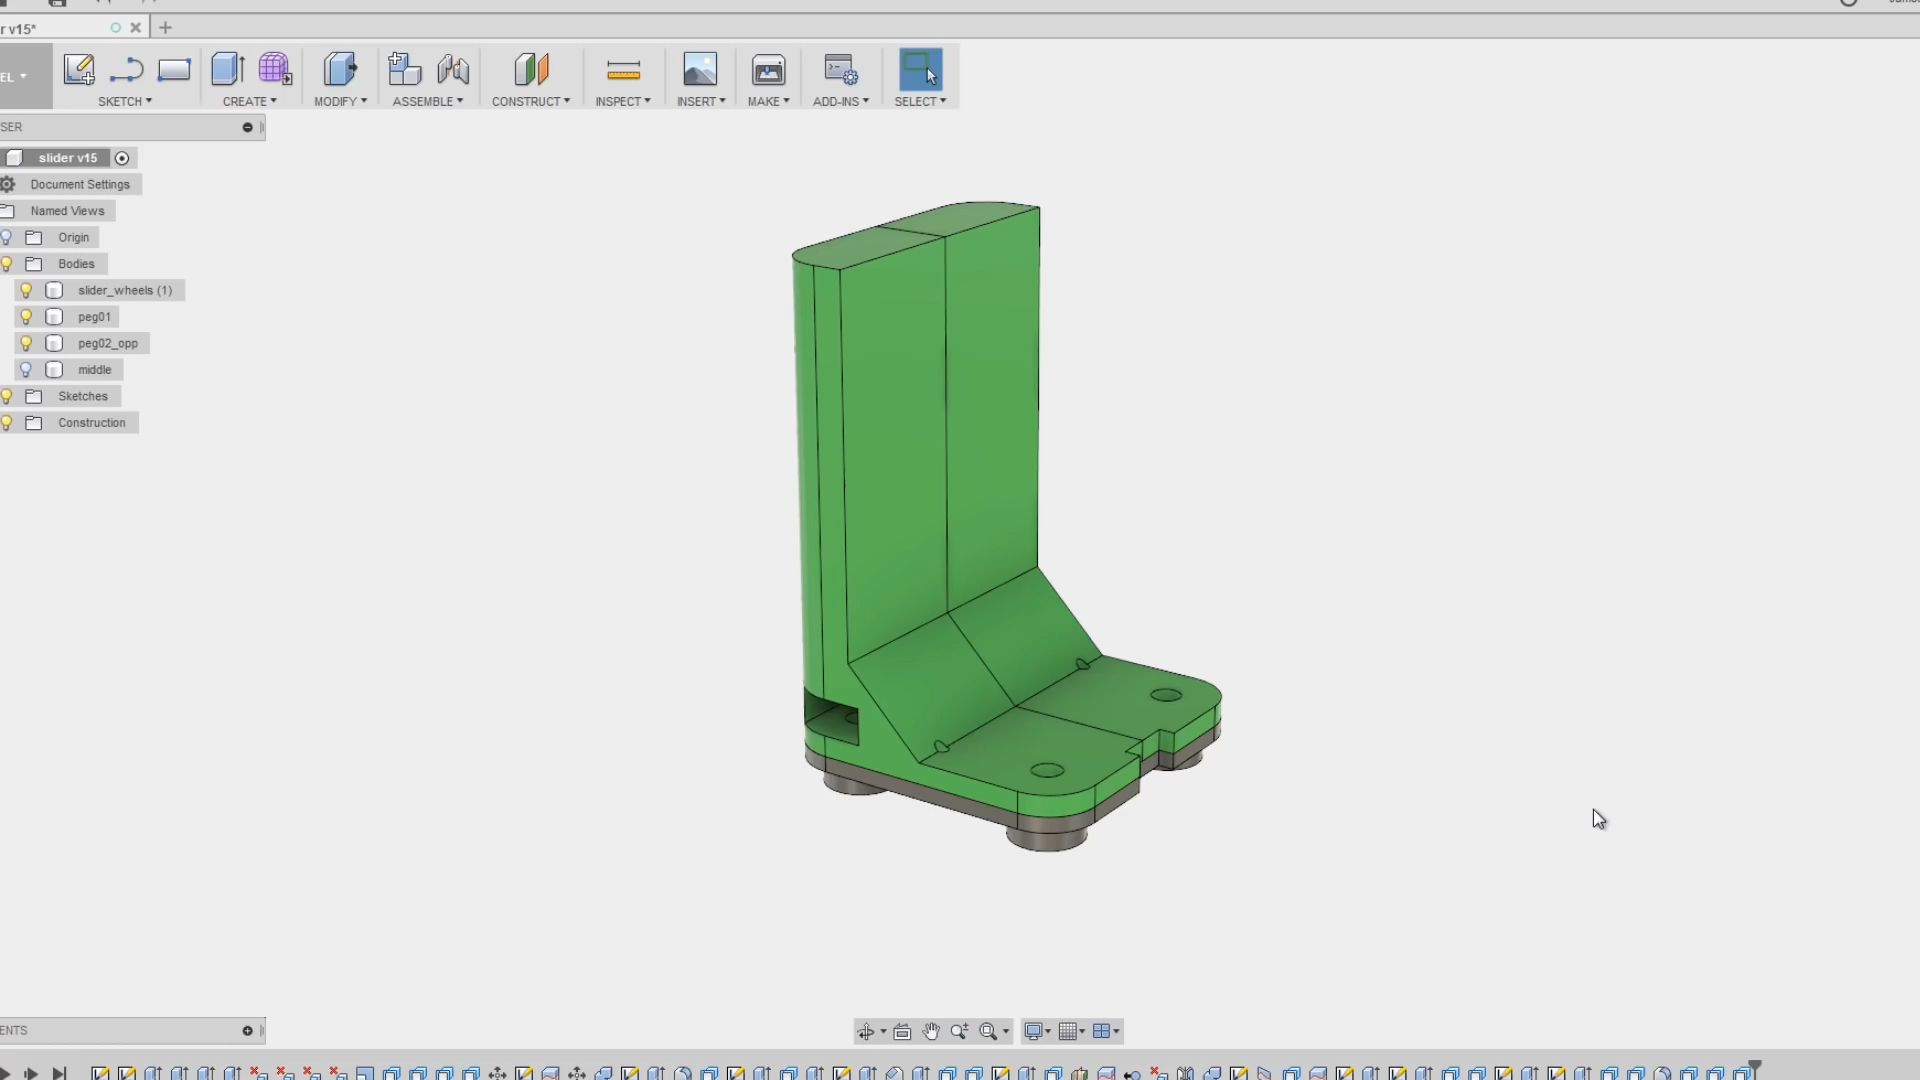 r v15*
EL
SKETCH
CREATE
MODIFY
ASSEMBLE
CONSTRUCT
INSPECT
INSERT
MAKE
ADD-INS
SELECT
SER
slider v15
Document Settings
Named Views
Origin
Bodies
slider_wheels (1)
peg01
peg02_opp
middle
Sketches
Construction
ENTS